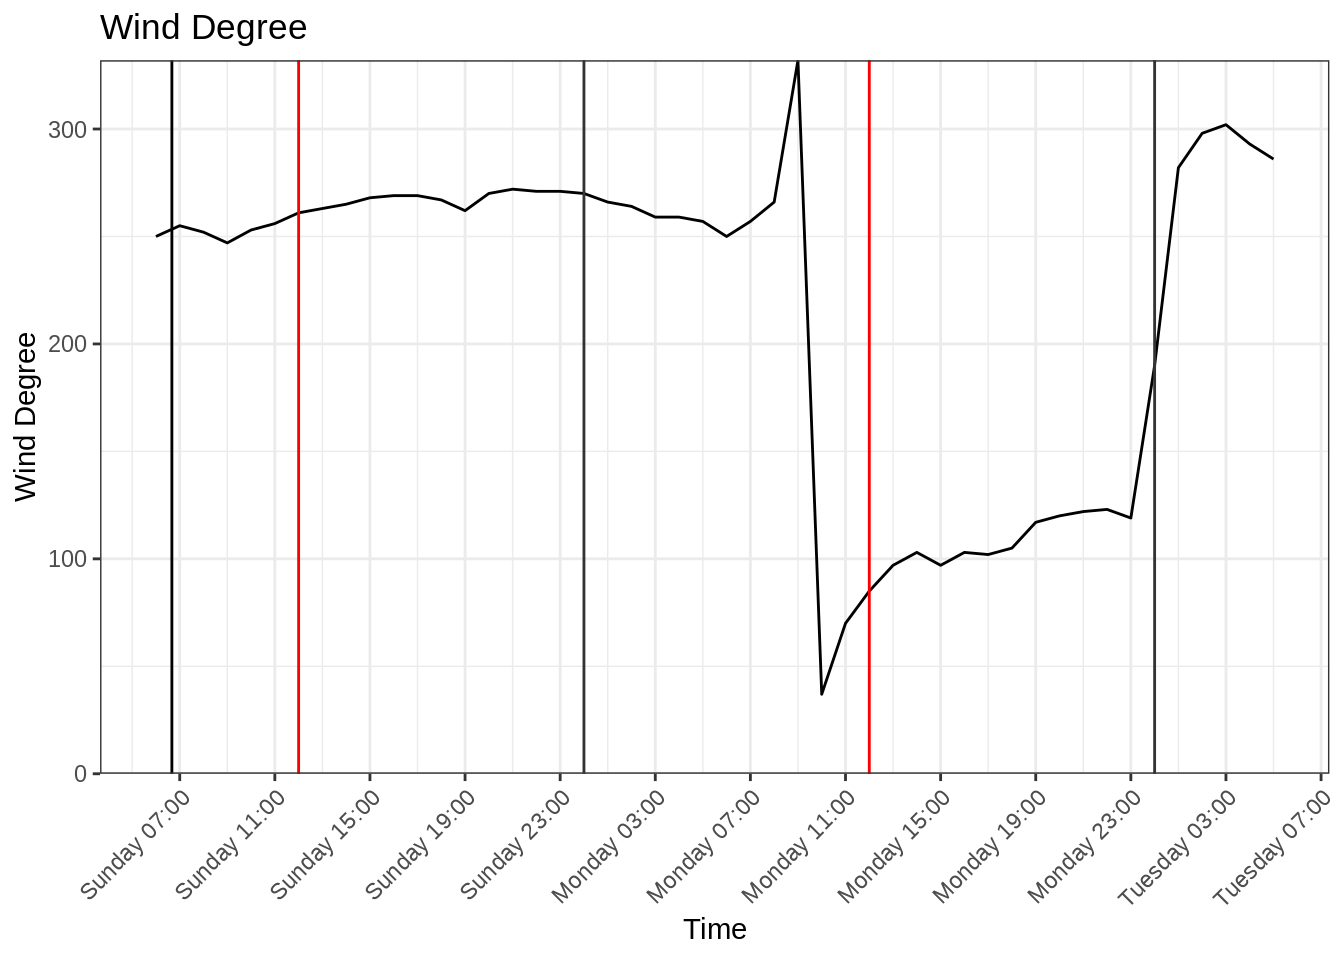 Wind Degree
Wind Degree
300
200
100
0
Sunday 07:00
Sunday 11:00
Sunday 15:00
Sunday 19:00
Sunday 23:00
Monday 03:00
Monday 07:00
Monday 11:00
Monday 15:00
Monday 19:00
Monday 23:00
Tuesday 03:00
Tuesday 07:00
Time